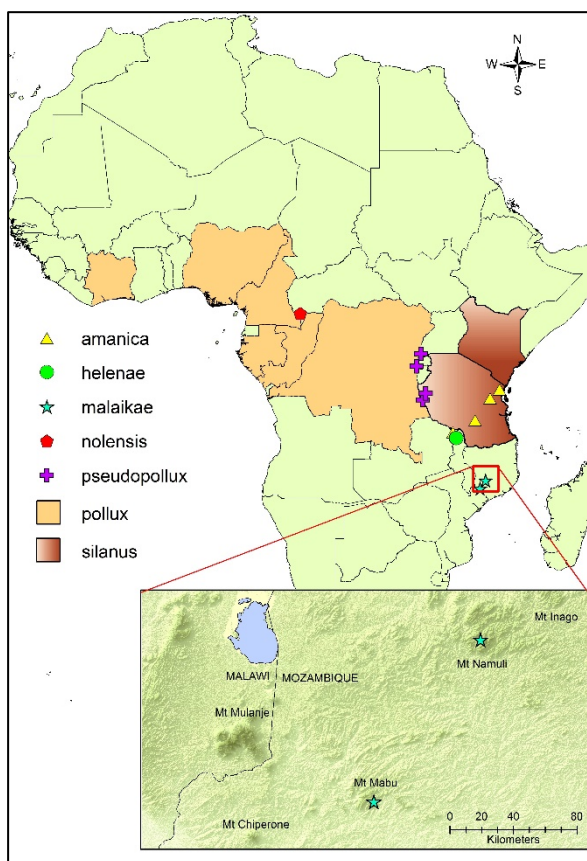 N
W E
S
amanica
helenae
malaikae
nolensis
pseudopollux
pollux
silanus
Mt Inago
Mt Namuli
MALAWI MOZAMBIQUE
Mt Mulanje
Mt Mabu
Mt Chiperone
0 20 40 80
Kilometers